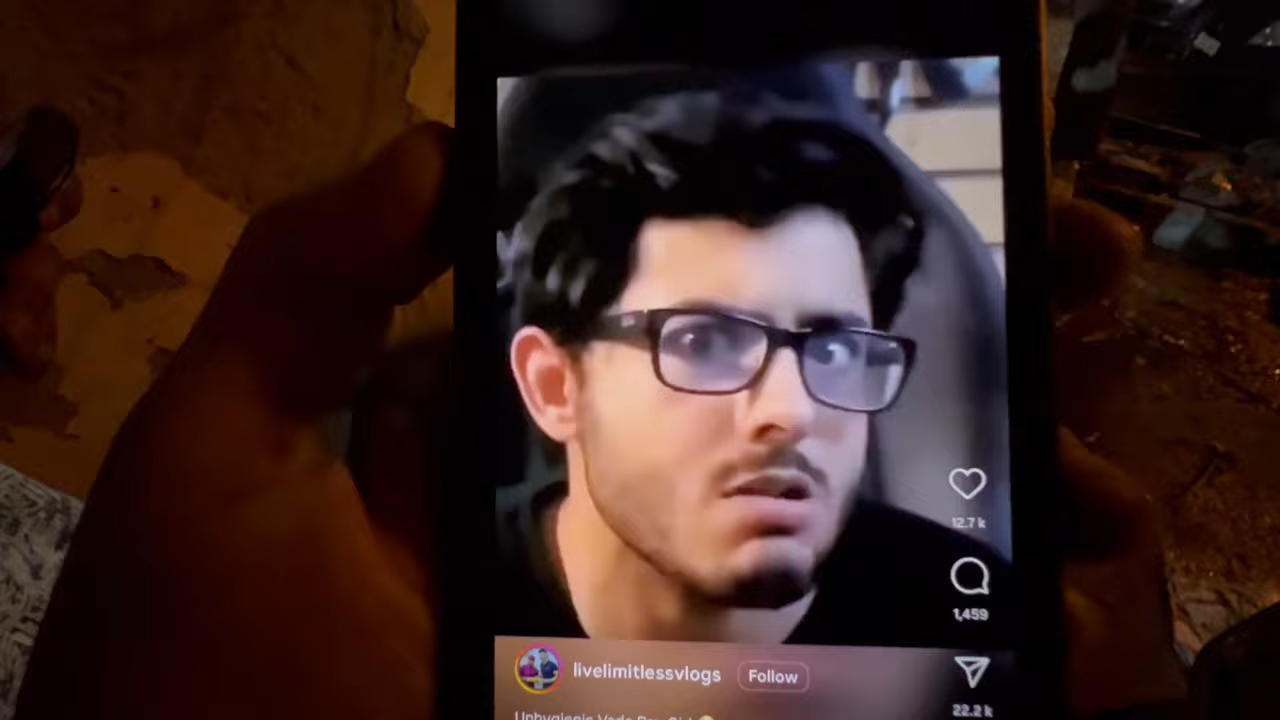 12.7 k
1,459
livelimitlessvlogs
Follow
22.2 k